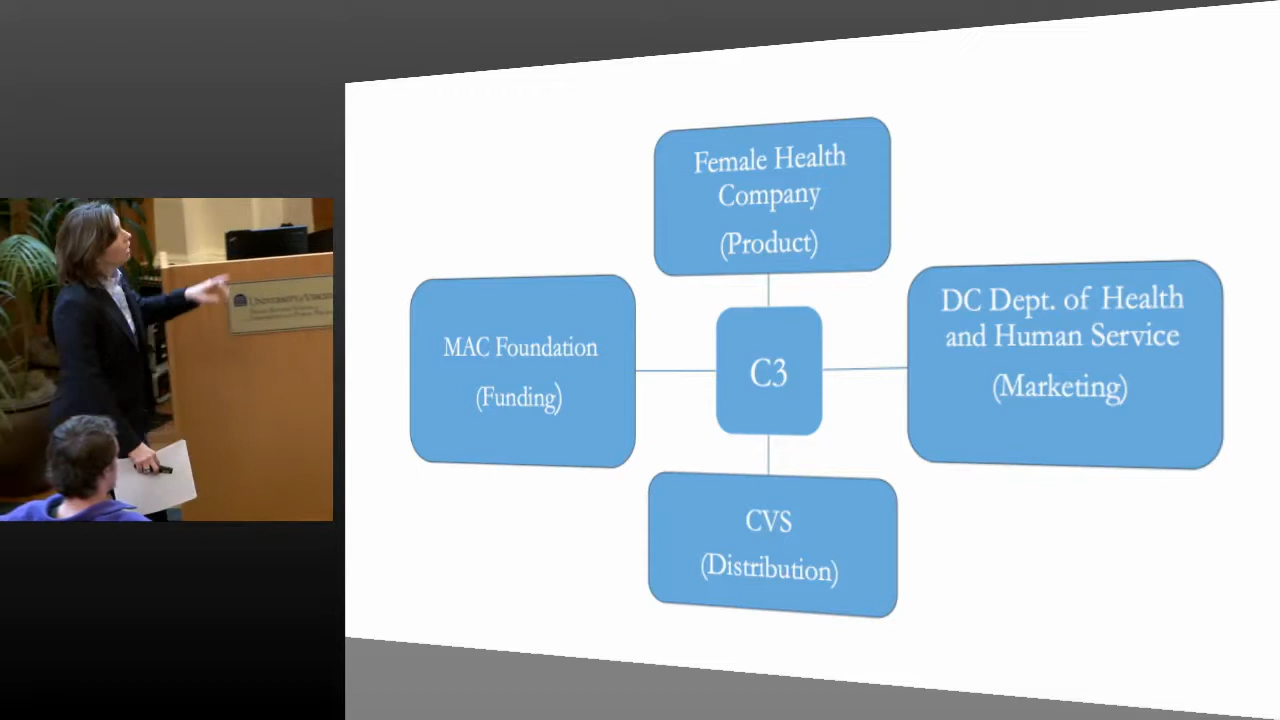 Female Health
Company
(Product)
MAC Foundation
(Funding)
C3
DC Dept. of Health
and Human Service
(Marketing)
CVS
(Distribution)